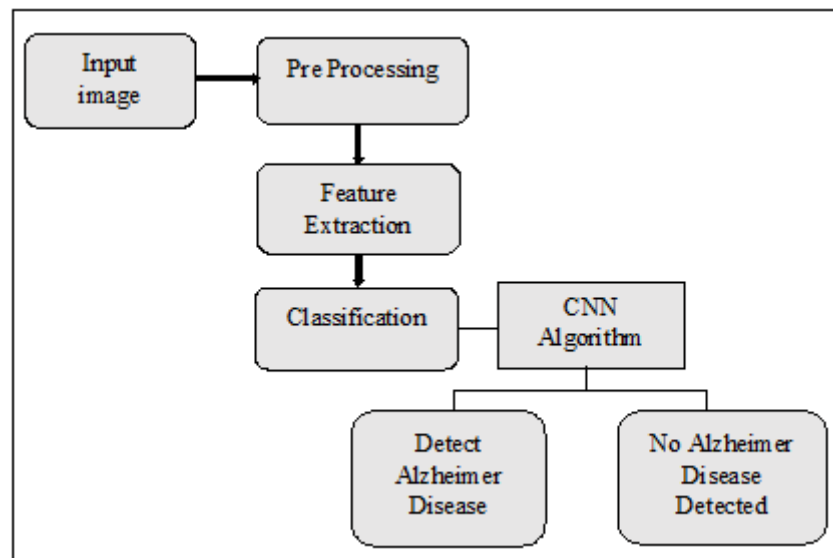 Input
image
Pre Processing
Feature
Extraction
Classification
CNN
Algorithm
Detect
Alzheimer
Disease
No Alzheimer
Disease
Detected